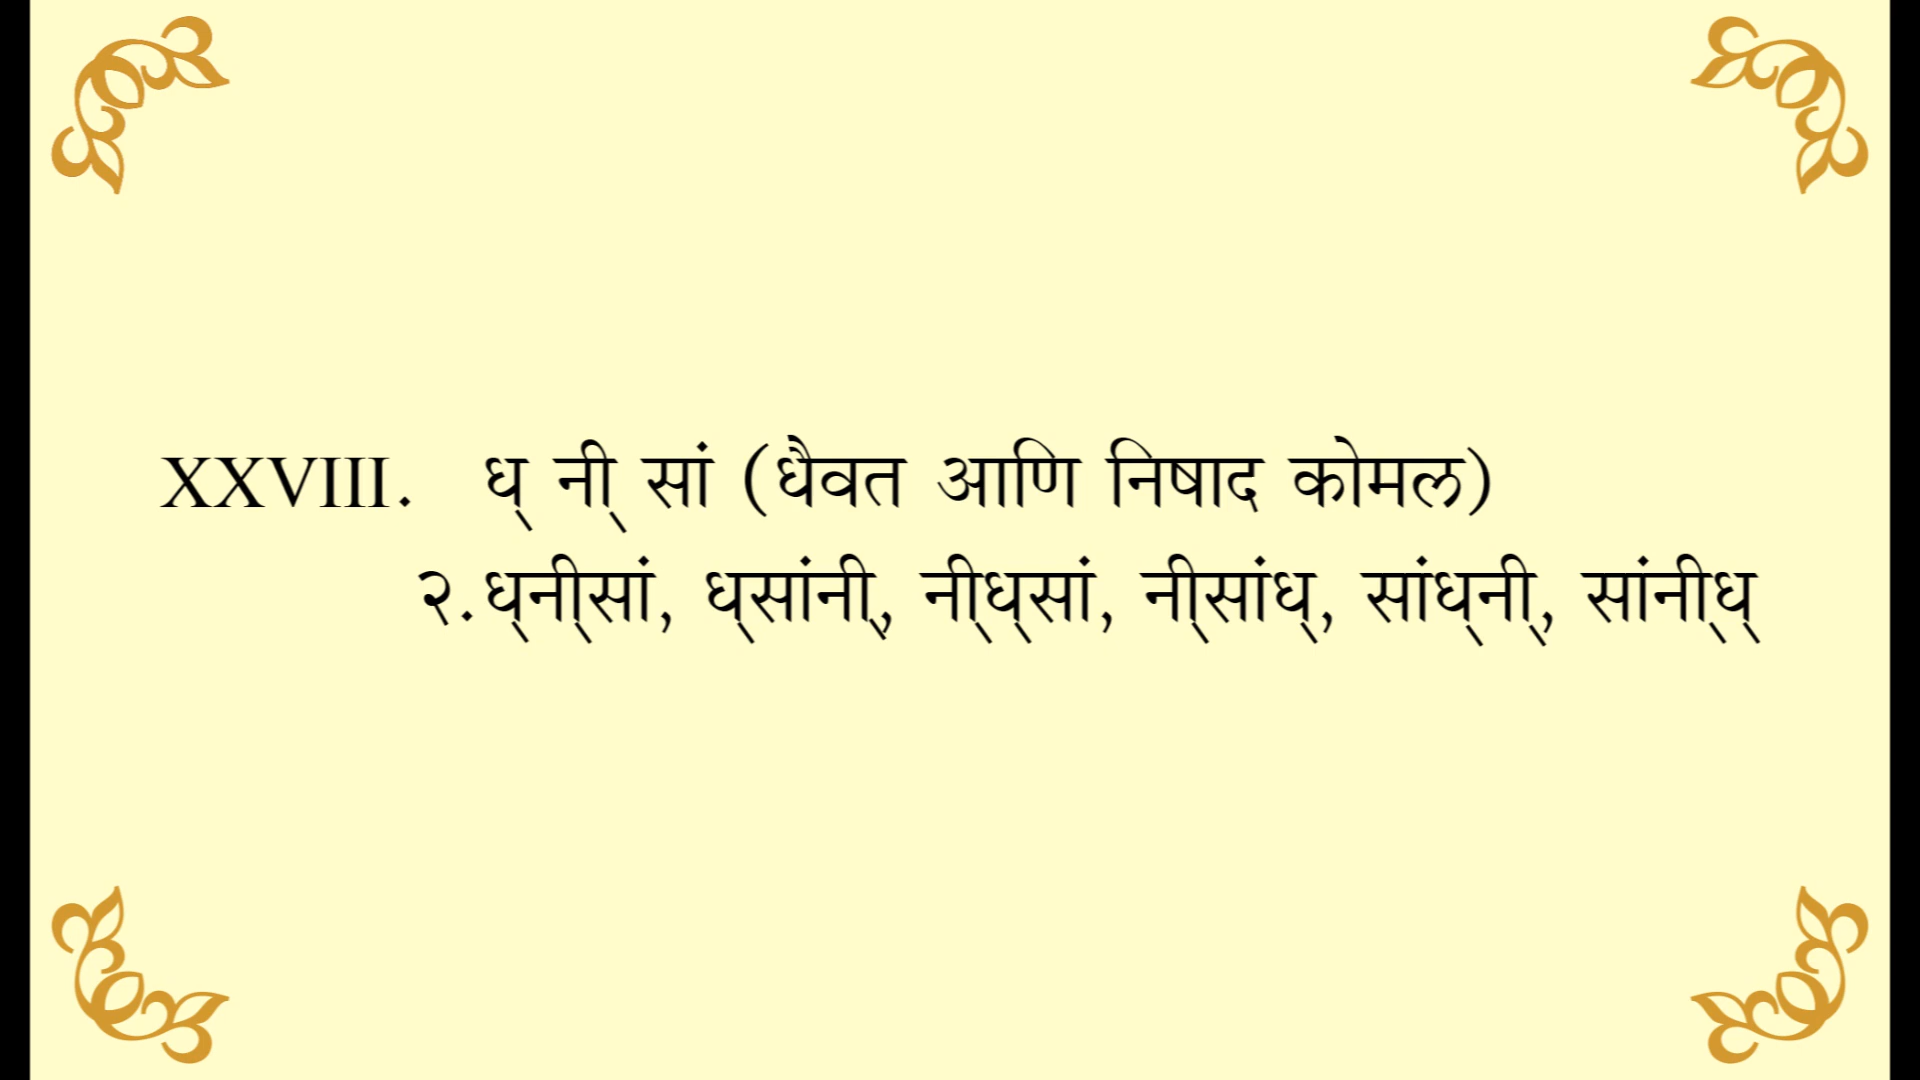 XXVIII. ध् नी् सां (धैवत आणि निषाद कोमल)
२. ध्नी्सां, ध्सांनी्, नी्ध्सां, नी्सांध्, सांध्नी्, सांनी्ध्